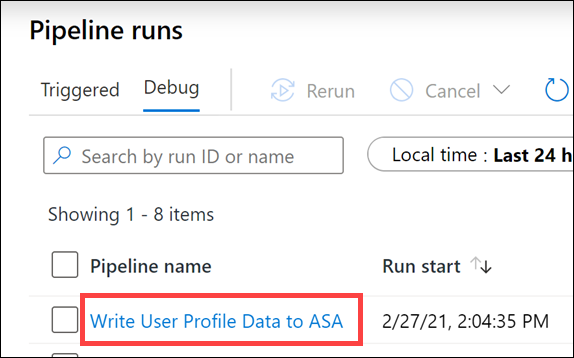 Pipeline runs
Triggered Debug Rerun Cancel
Search by run ID or name Local time : Last 24 h
Showing 1 - 8 items
Pipeline name Run start
Write User Profile Data to ASA 2/27/21, 2:04:35 PM